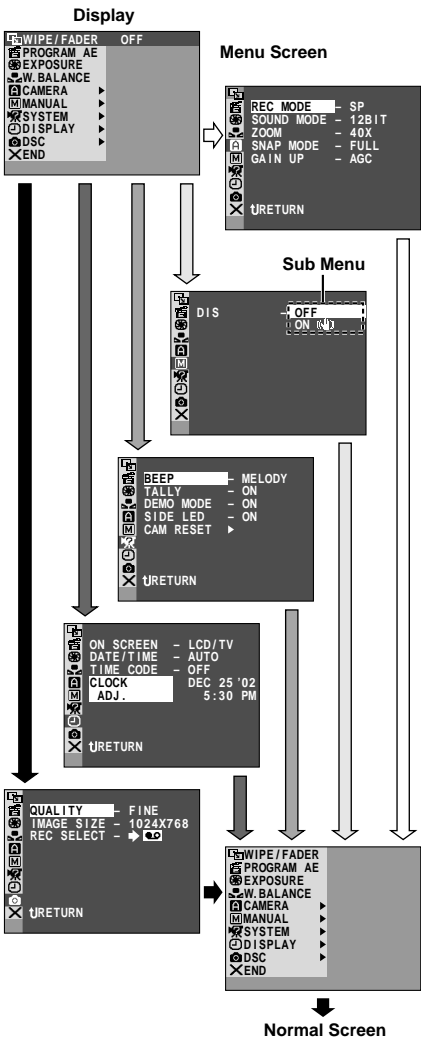 Display
WIPE/FADER OFF
PROGRAM AE
EXPOSURE
W. BALANCE
A CAMERA
M MANUAL
SYSTEM
DISPLAY
DSC
END
Menu Screen
REC MODE – SP
SOUND MODE – 12BIT
ZOOM – 40X
A SNAP MODE – FULL
M GAIN UP – AGC
RETURN
Sub Menu
DIS – OFF
ON
A
M
BEEP – MELODY
TALLY – ON
DEMO MODE – ON
A SIDE LED – ON
M CAM RESET
RETURN
ON SCREEN – LCD/TV
DATE/TIME – AUTO
TIME CODE – OFF
A CLOCK DEC 25 '02
M ADJ. 5:30 PM
RETURN
QUALITY – FINE
IMAGE SIZE – 1024X768
REC SELECT –
A
M
RETURN
WIPE/FADER
PROGRAM AE
EXPOSURE
W. BALANCE
A CAMERA
M MANUAL
SYSTEM
DISPLAY
DSC
END
Normal Screen